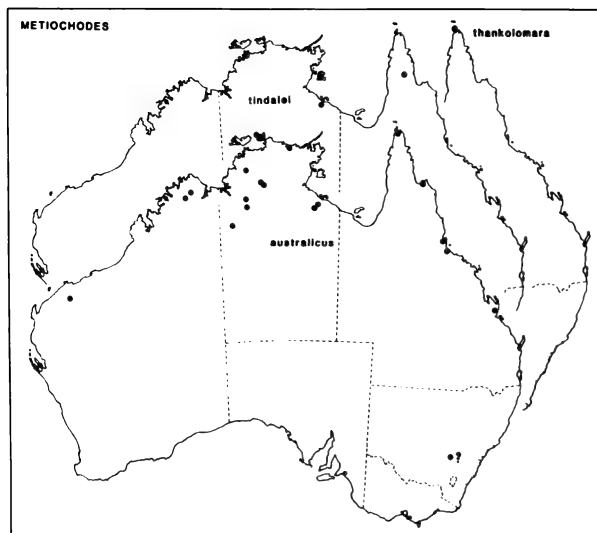 METIOCHODES
thankolomara
tindalei
australicus
?